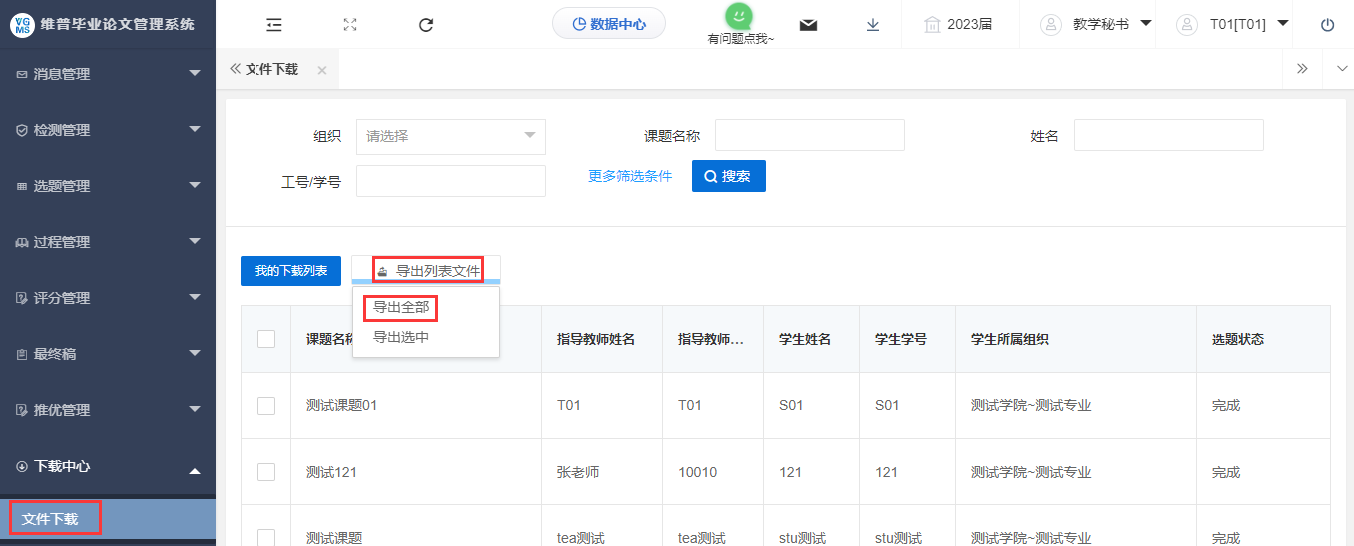 VG
MS
维普毕业论文管理系统
数据中心
有问题点我~
2023届
教学秘书
T01[T01]
消息管理
检测管理
选题管理
过程管理
评分管理
最终稿
推优管理
下载中心
文件下载
文件下载
组织
请选择
课题名称
姓名
工号/学号
更多筛选条件
搜索
我的下载列表
导出列表文件
导出全部
导出选中
课题名称 指导教师姓名 指导教师... 学生姓名 学生学号 学生所属组织 选题状态
测试课题01 T01 T01 S01 S01 测试学院~测试专业 完成
测试121 张老师 10010 121 121 测试学院~测试专业 完成
测试课题 tea测试 tea测试 stu测试 stu测试 测试学院~测试专业 完成